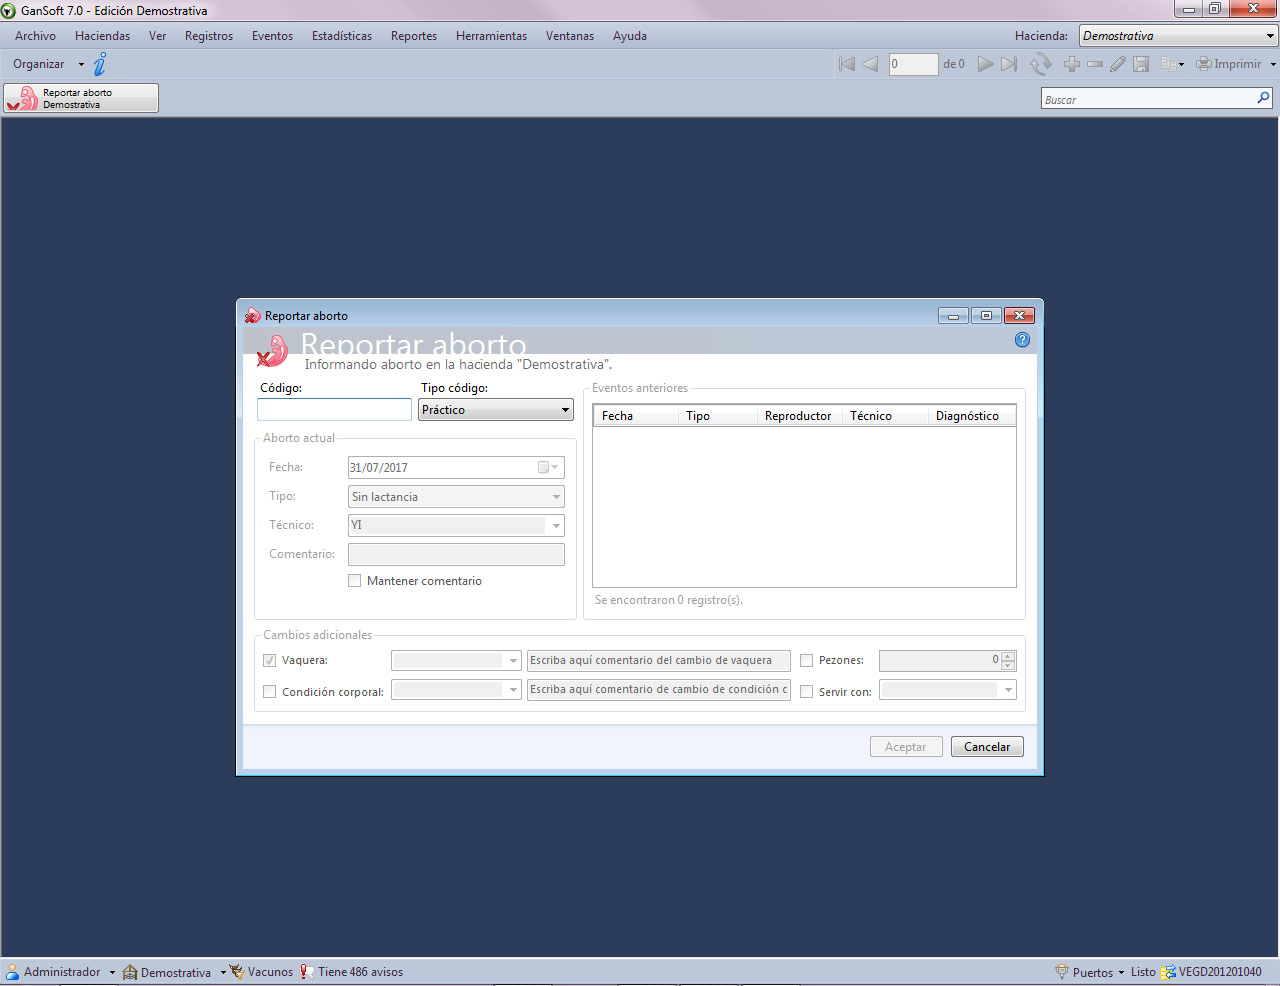 GanSoft 7.0 - Edición Demostrativa
Archivo Haciendas Ver Registros Eventos Estadísticas Reportes Herramientas Ventanas Ayuda Hacienda: Demostrativa
Organizar 0 de 0 Imprimir
Reportar aborto
Demostrativa
Buscar
Reportar aborto
Reportar aborto
Informando aborto en la hacienda "Demostrativa".
Código: Tipo código:
Práctico
Aborto actual
Fecha: 31/07/2017
Tipo: Sin lactancia
Técnico: YI
Comentario:
Mantener comentario
Eventos anteriores
Fecha Tipo Reproductor Técnico Diagnóstico
Se encontraron 0 registro(s).
Cambios adicionales
Vaquera: Escriba aquí comentario del cambio de vaquera Pezones: 0
Condición corporal: Escriba aquí comentario de cambio de condición c Servir con:
Aceptar Cancelar
Administrador Demostrativa Vacunos Tiene 486 avisos Puertos Listo VEGD201201040